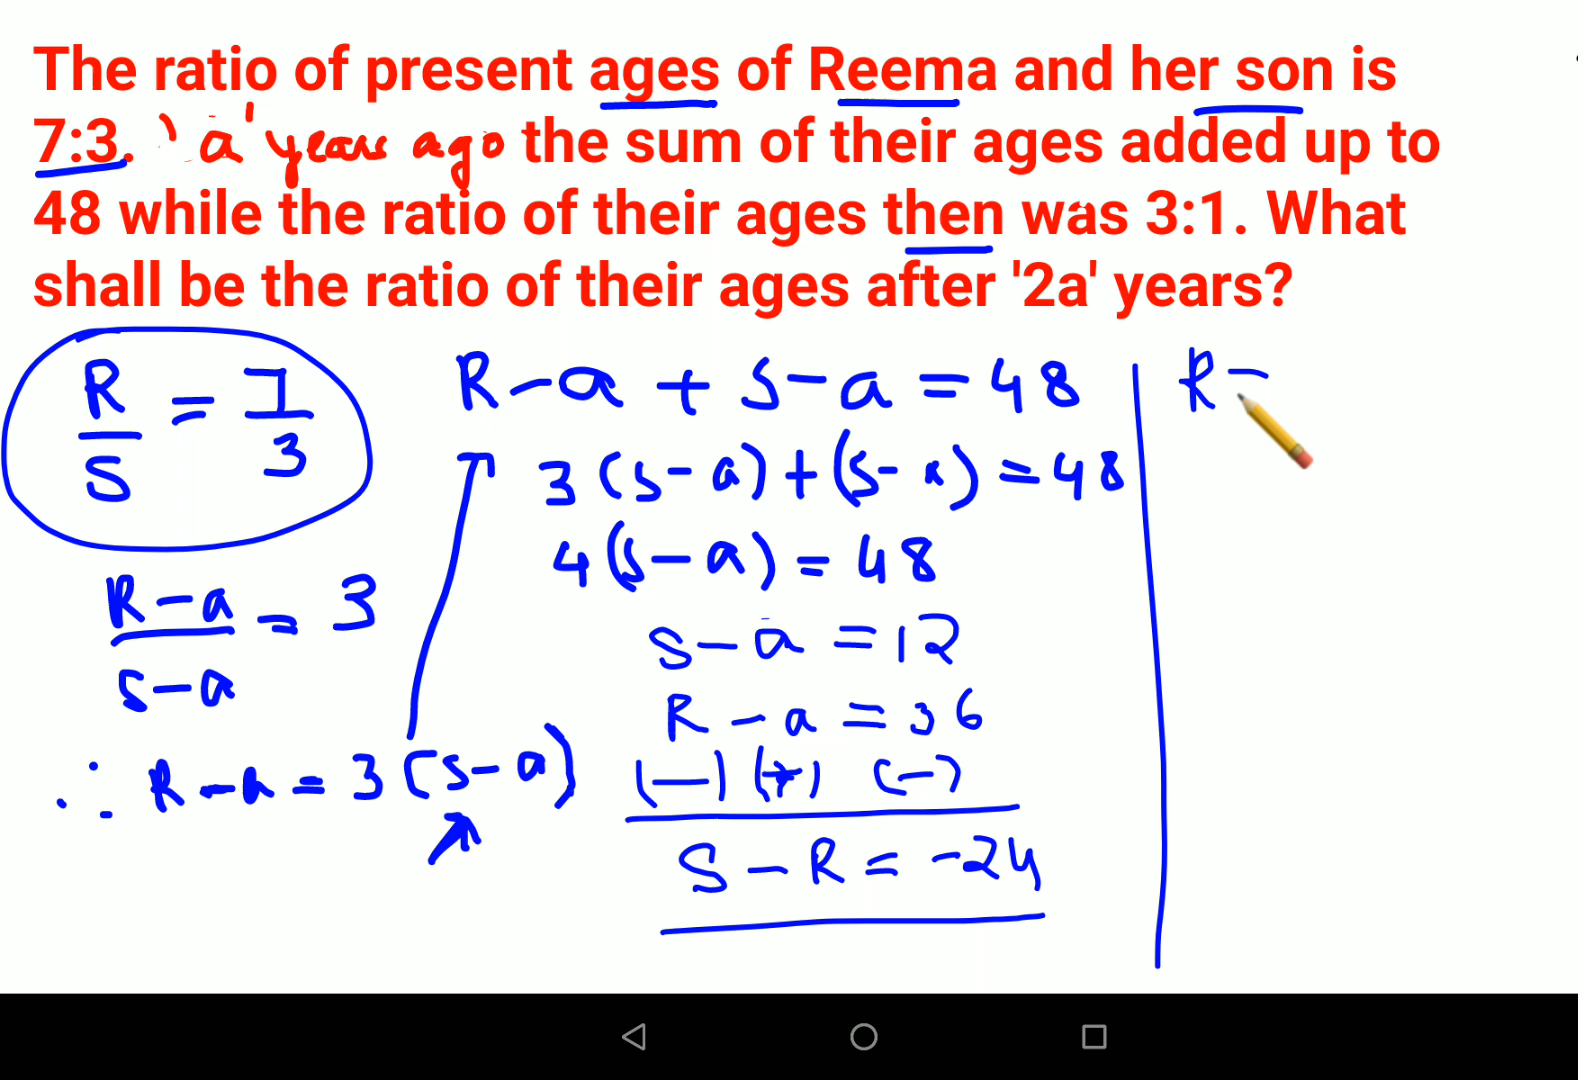 The ratio of present ages of Reema and her son is
7:3. 'a' years ago the sum of their ages added up to
48 while the ratio of their ages then was 3:1. What
shall be the ratio of their ages after '2a' years?
R/S = 7/3
R-a/s-a = 3
∴ R-a = 3(s-a)
R-a + S-a = 48
3(s-a)+(s-a)=48
4(s-a) = 48
s-a = 12
R-a = 36
(-) (+) (-)
S-R = -24
R-